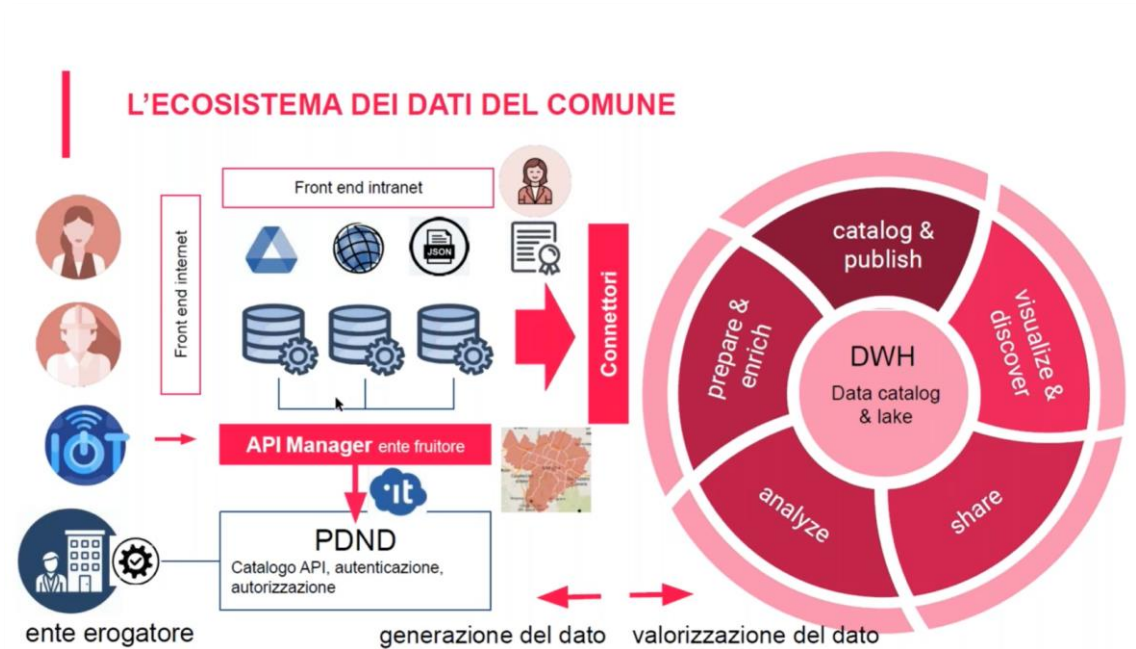 L'ECOSISTEMA DEI DATI DEL COMUNE
Front end intranet
Front end internet
JSON
Connettori
IOT
API Manager ente fruitore
it
PDND
Catalogo API, autenticazione,
autorizzazione
ente erogatore
generazione del dato
valorizzazione del dato
catalog &
publish
visualize &
discover
share
analyze
prepare &
enrich
DWH
Data catalog
& lake